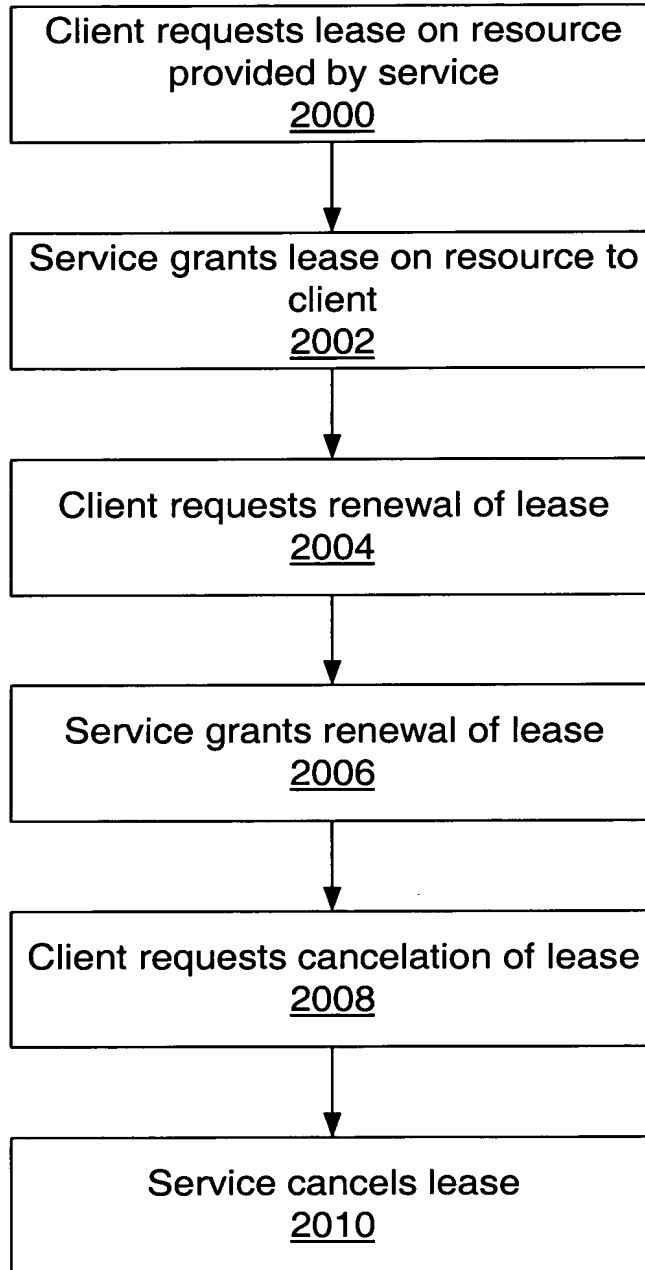 Client requests lease on resource
provided by service
2000
Service grants lease on resource to
client
2002
Client requests renewal of lease
2004
Service grants renewal of lease
2006
Client requests cancelation of lease
2008
Service cancels lease
2010